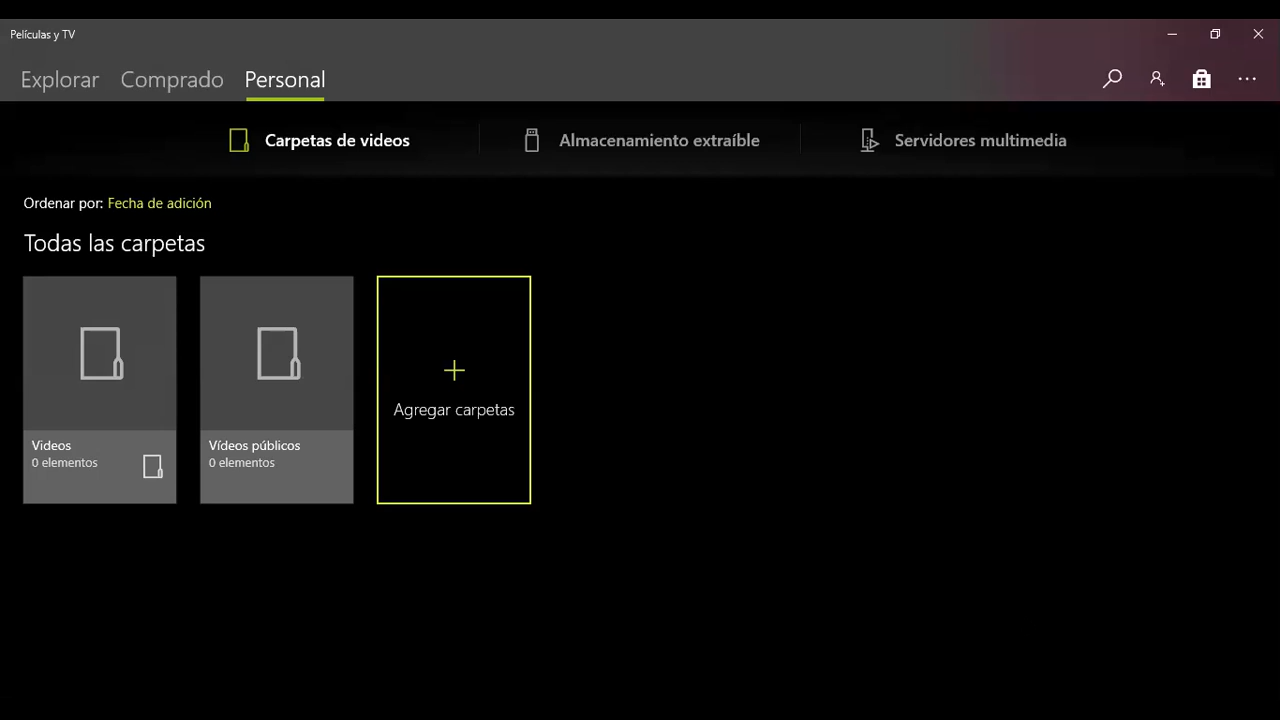 Películas y TV
Explorar Comprado Personal
Carpetas de videos Almacenamiento extraíble Servidores multimedia
Ordenar por: Fecha de adición
Todas las carpetas
Agregar carpetas
Videos
0 elementos
Vídeos públicos
0 elementos